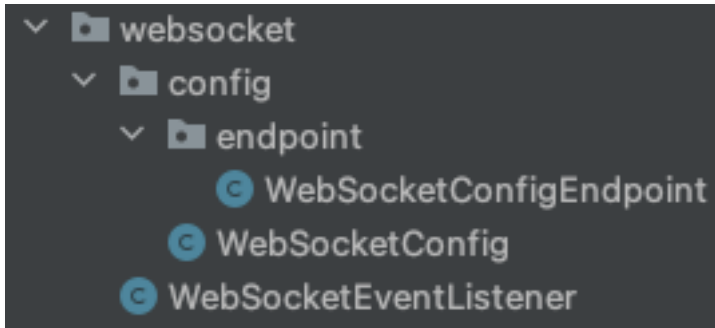 websocket
config
endpoint
WebSocketConfigEndpoint
WebSocketConfig
WebSocketEventListener